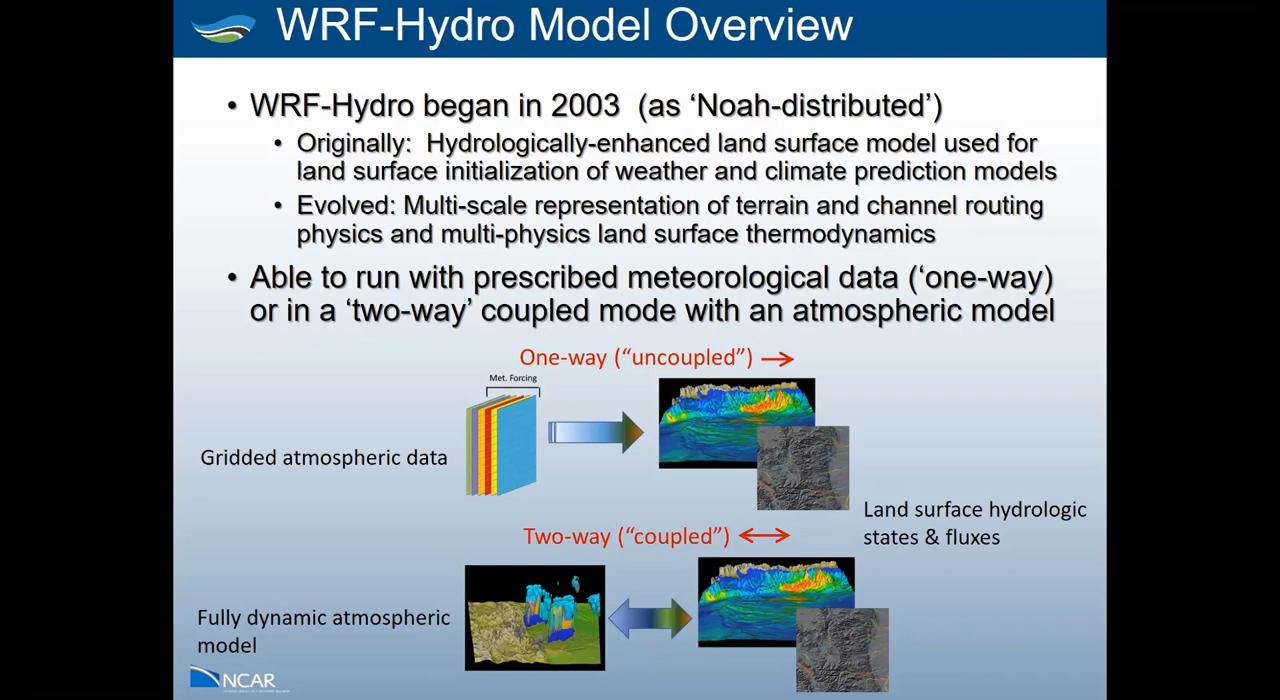 WRF-Hydro Model Overview
• WRF-Hydro began in 2003 (as ‘Noah-distributed’)
• Originally: Hydrologically-enhanced land surface model used for
land surface initialization of weather and climate prediction models
• Evolved: Multi-scale representation of terrain and channel routing
physics and multi-physics land surface thermodynamics
• Able to run with prescribed meteorological data (‘one-way)
or in a ‘two-way’ coupled mode with an atmospheric model
One-way (“uncoupled”)
Met. Forcing
Gridded atmospheric data
Land surface hydrologic
states & fluxes
Two-way (“coupled”)
Fully dynamic atmospheric
model
NCAR